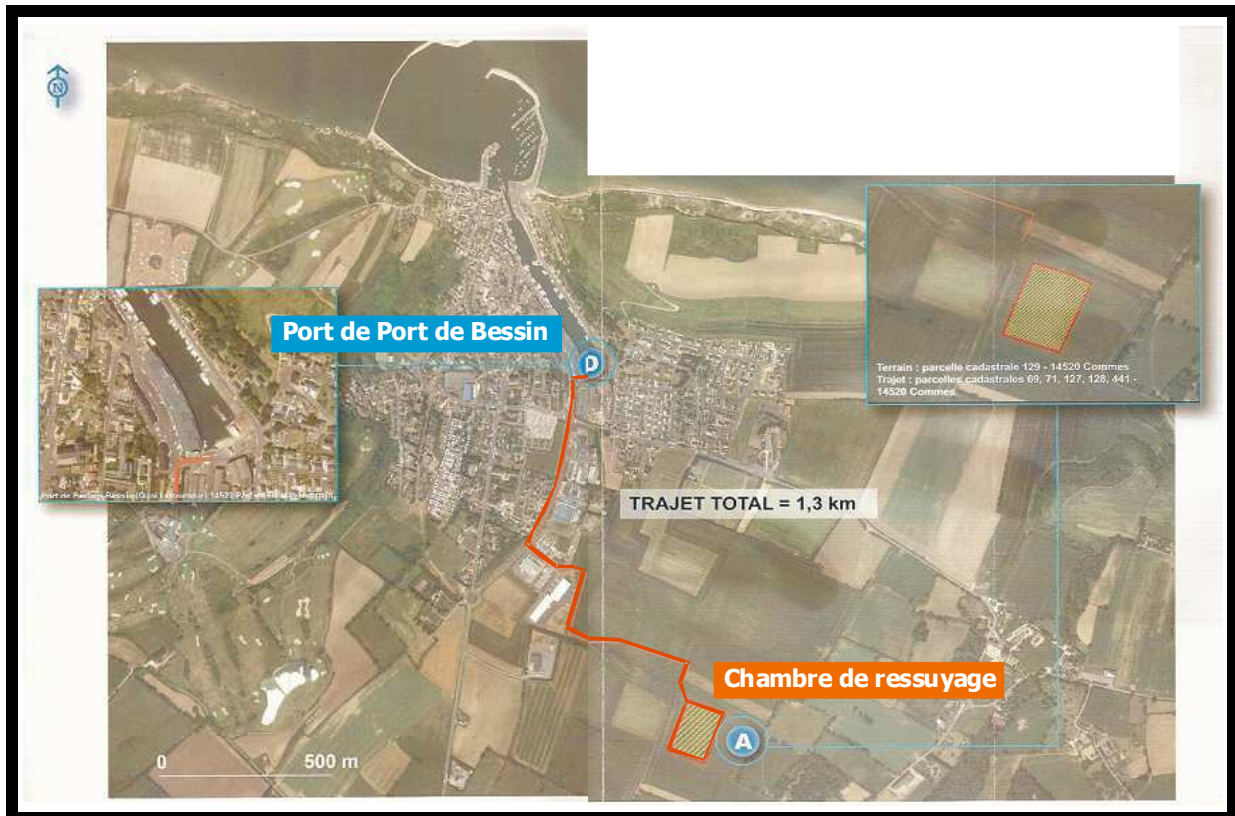 N
Port de Port de Bessin
D
Terrain : parcelle cadastrale 129 - 14520 Commes
Trajet : parcelles cadastrales 69, 71, 127, 128, 441 -
14520 Commes
TRAJET TOTAL = 1,3 km
Chambre de ressuyage
A
0 500 m